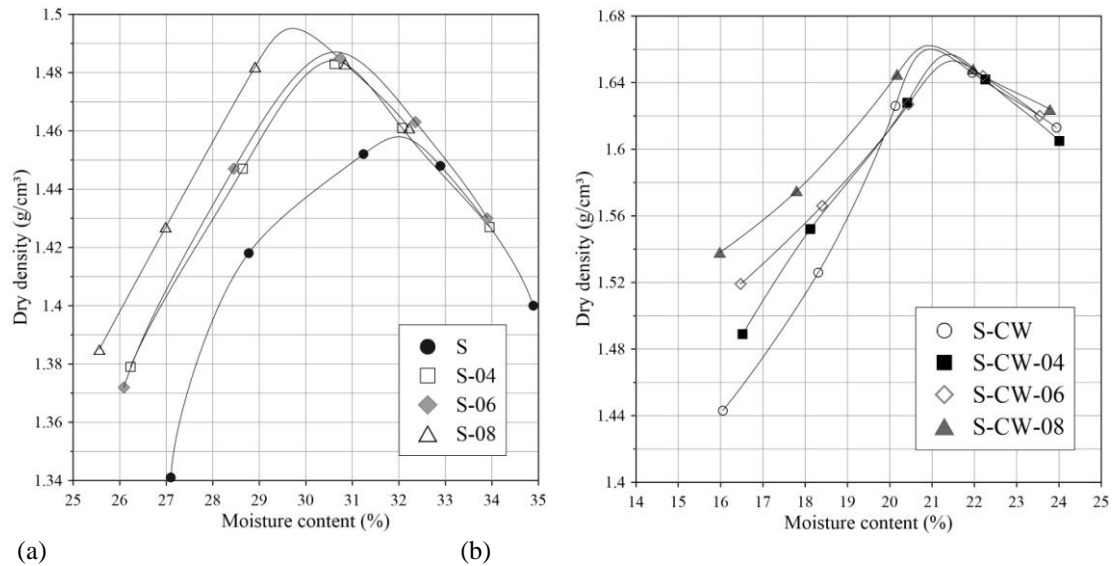 1.5
1.48
1.46
1.44
1.42
1.4
1.38
1.36
1.34
Dry density (g/cm³)
25 26 27 28 29 30 31 32 33 34 35
Moisture content (%)
S
S-04
S-06
S-08
(a)
1.68
1.64
1.6
1.56
1.52
1.48
1.44
1.4
Dry density (g/cm³)
14 15 16 17 18 19 20 21 22 23 24 25
Moisture content (%)
S-CW
S-CW-04
S-CW-06
S-CW-08
(b)